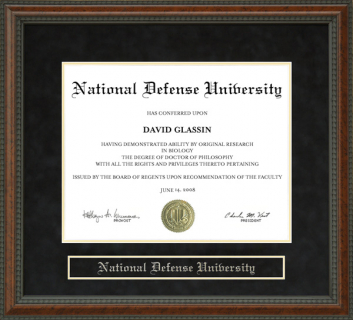 National Defense University
HAS CONFERRED UPON
DAVID GLASSIN
HAVING DEMONSTRATED ABILITY BY ORIGINAL RESEARCH
IN BIOLOGY
THE DEGREE OF DOCTOR OF PHILOSOPHY
WITH ALL THE RIGHTS AND PRIVILEGES THERETO PERTAINING
ISSUED BY THE BOARD OF REGENTS UPON RECOMMENDATION OF THE FACULTY
JUNE 14, 2008
PROVOST
PRESIDENT
National Defense University